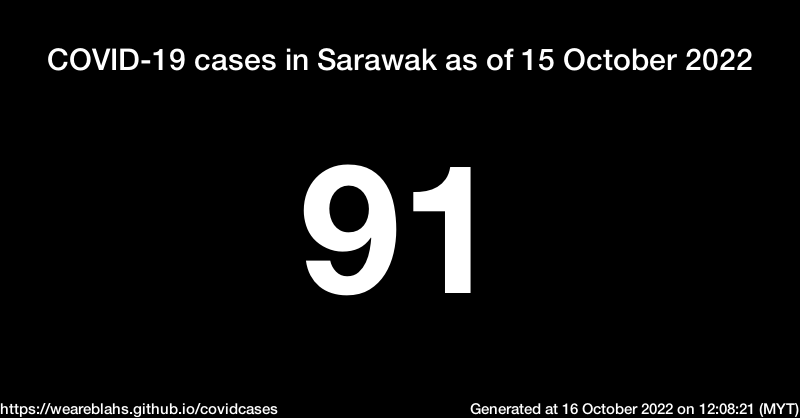 COVID-19 cases in Sarawak as of 15 October 2022
91
https://weareblahs.github.io/covidcases
Generated at 16 October 2022 on 12:08:21 (MYT)